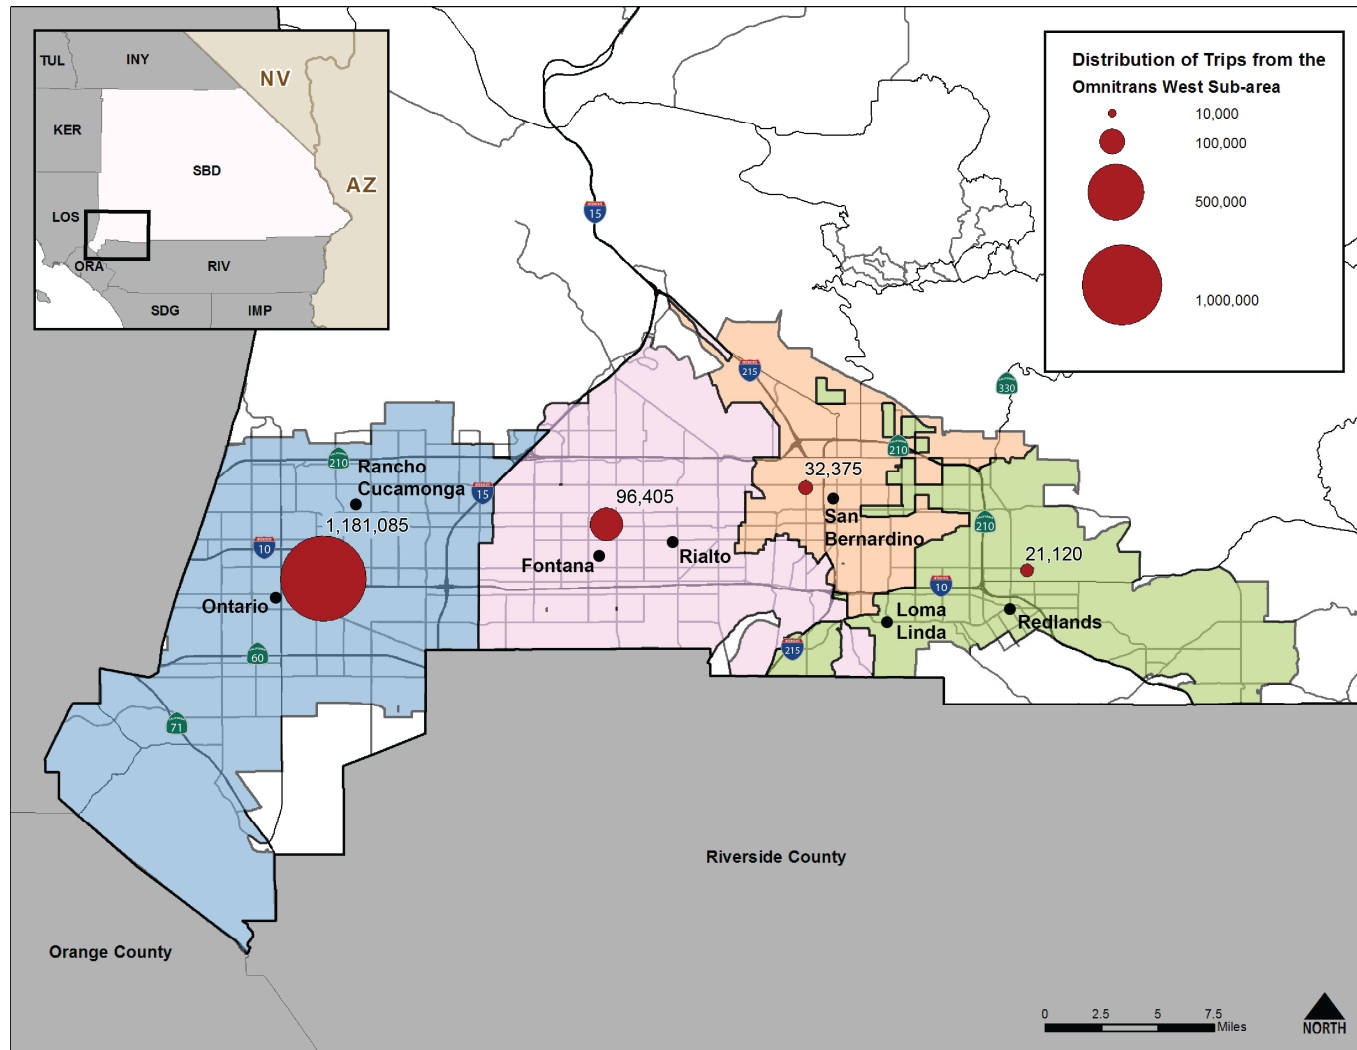 TUL
INY
NV
KER
SBD
AZ
LOS
ORA
RIV
SDG
IMP
Distribution of Trips from the
Omnitrans West Sub-area
10,000
100,000
500,000
1,000,000
15
215
330
210
Rancho
Cucamonga
15
1,181,085
10
Ontario
60
71
96,405
Fontana
Rialto
32,375
San
Bernardino
210
210
21,120
10
Loma
Linda
Redlands
215
Riverside County
Orange County
0
2.5
5
7.5
Miles
NORTH